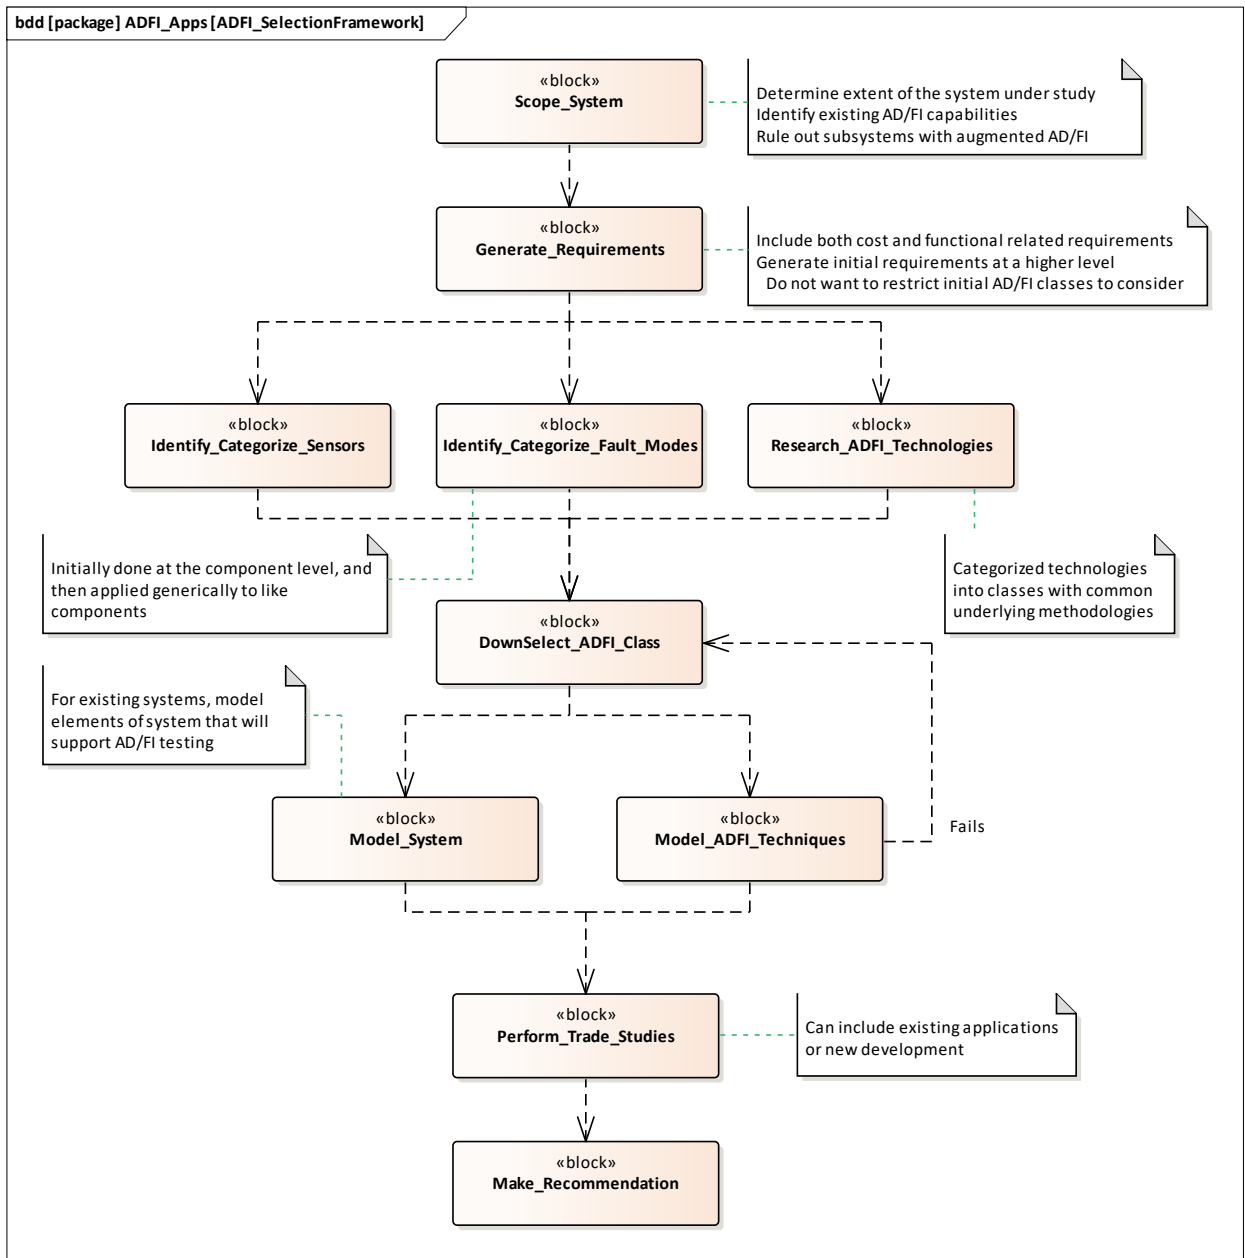 bdd [package] ADFI_Apps [ADFI_SelectionFramework]
«block»
Scope_System
Determine extent of the system under study
Identify existing AD/FI capabilities
Rule out subsystems with augmented AD/FI
«block»
Generate_Requirements
Include both cost and functional related requirements
Generate initial requirements at a higher level
Do not want to restrict initial AD/FI classes to consider
«block»
Identify_Categorize_Sensors
«block»
Identify_Categorize_Fault_Modes
«block»
Research_ADFI_Technologies
Initially done at the component level, and
then applied generically to like
components
Categorized technologies
into classes with common
underlying methodologies
«block»
DownSelect_ADFI_Class
For existing systems, model
elements of system that will
support AD/FI testing
«block»
Model_System
«block»
Model_ADFI_Techniques
Fails
«block»
Perform_Trade_Studies
Can include existing applications
or new development
«block»
Make_Recommendation